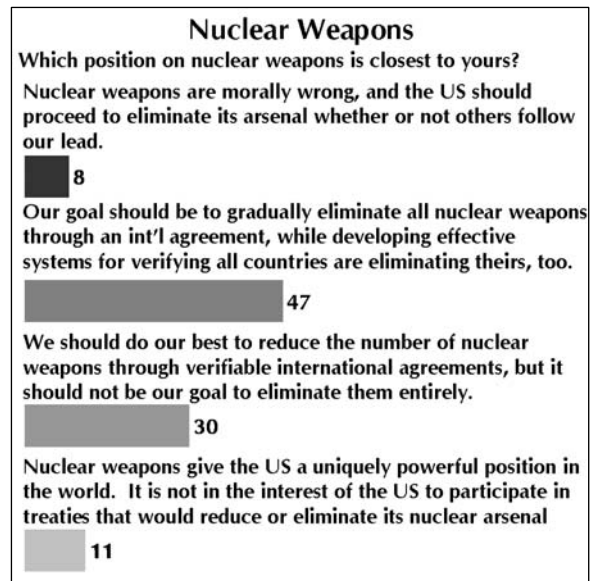 Nuclear Weapons
Which position on nuclear weapons is closest to yours?
Nuclear weapons are morally wrong, and the US should
proceed to eliminate its arsenal whether or not others follow
our lead.
8
Our goal should be to gradually eliminate all nuclear weapons
through an int'l agreement, while developing effective
systems for verifying all countries are eliminating theirs, too.
47
We should do our best to reduce the number of nuclear
weapons through verifiable international agreements, but it
should not be our goal to eliminate them entirely.
30
Nuclear weapons give the US a uniquely powerful position in
the world.  It is not in the interest of the US to participate in
treaties that would reduce or eliminate its nuclear arsenal
11